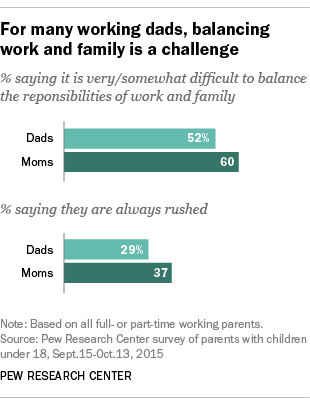 For many working dads, balancing
work and family is a challenge
% saying it is very/somewhat difficult to balance
the reponsibilities of work and family
Dads 52%
Moms 60
% saying they are always rushed
Dads 29%
Moms 37
Note: Based on all full- or part-time working parents.
Source: Pew Research Center survey of parents with children
under 18, Sept.15-Oct.13, 2015
PEW RESEARCH CENTER